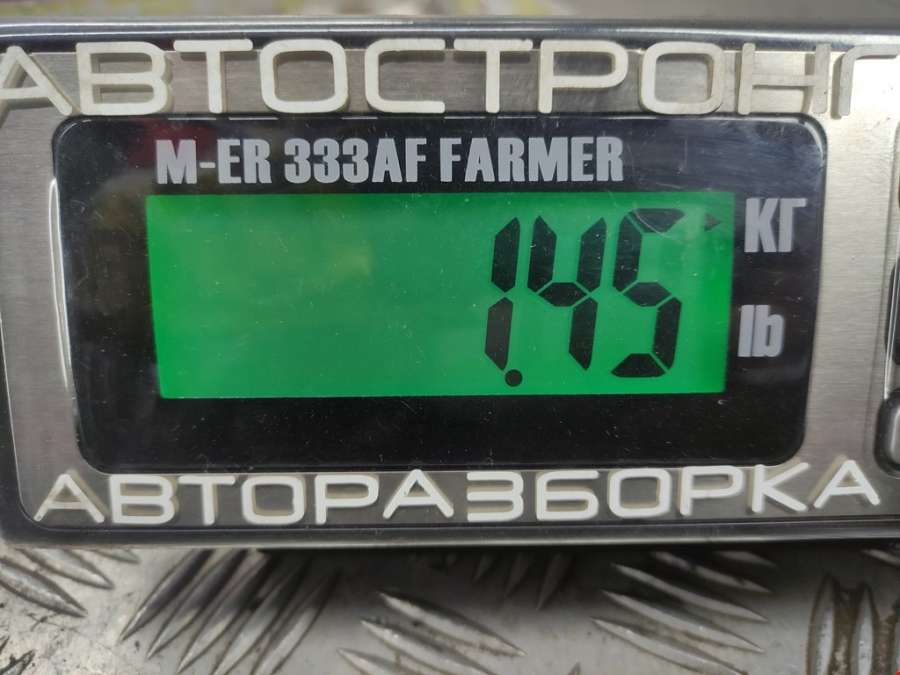 АВТОСТРОНГ
M-ER 333AF FARMER
1.45
КГ
lb
АВТОРАЗБОРКА